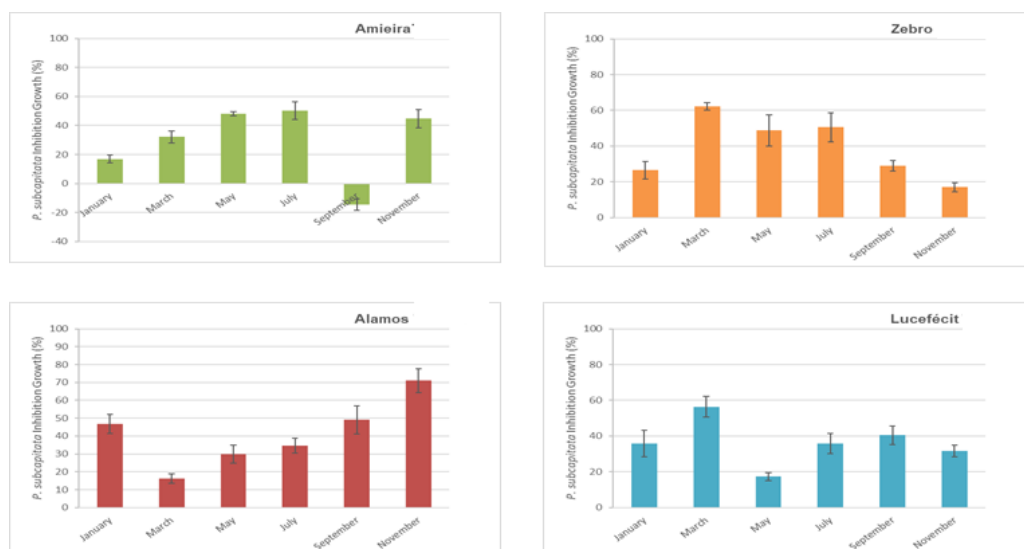 Amieira'
P. subcapitata Inhibition Growth (%)
100
80
60
40
20
0
-20
-40
January
March
May
July
September
November
Zebro
P. subcapitata Inhibition Growth (%)
100
80
60
40
20
0
January
March
May
July
September
November
Alamos
P. subcapitata Inhibition Growth (%)
100
90
80
70
60
50
40
30
20
10
0
January
March
May
July
September
November
Lucefécit
P. subcapitata Inhibition Growth (%)
100
80
60
40
20
0
January
March
May
July
September
November